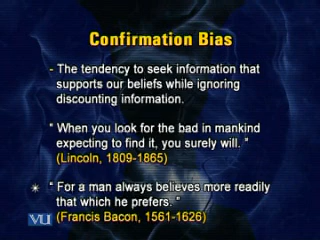 Confirmation Bias
- The tendency to seek information that
supports our beliefs while ignoring
discounting information.
“ When you look for the bad in mankind
expecting to find it, you surely will. ”
(Lincoln, 1809-1865)
“ For a man always believes more readily
that which he prefers. ”
(Francis Bacon, 1561-1626)
VU